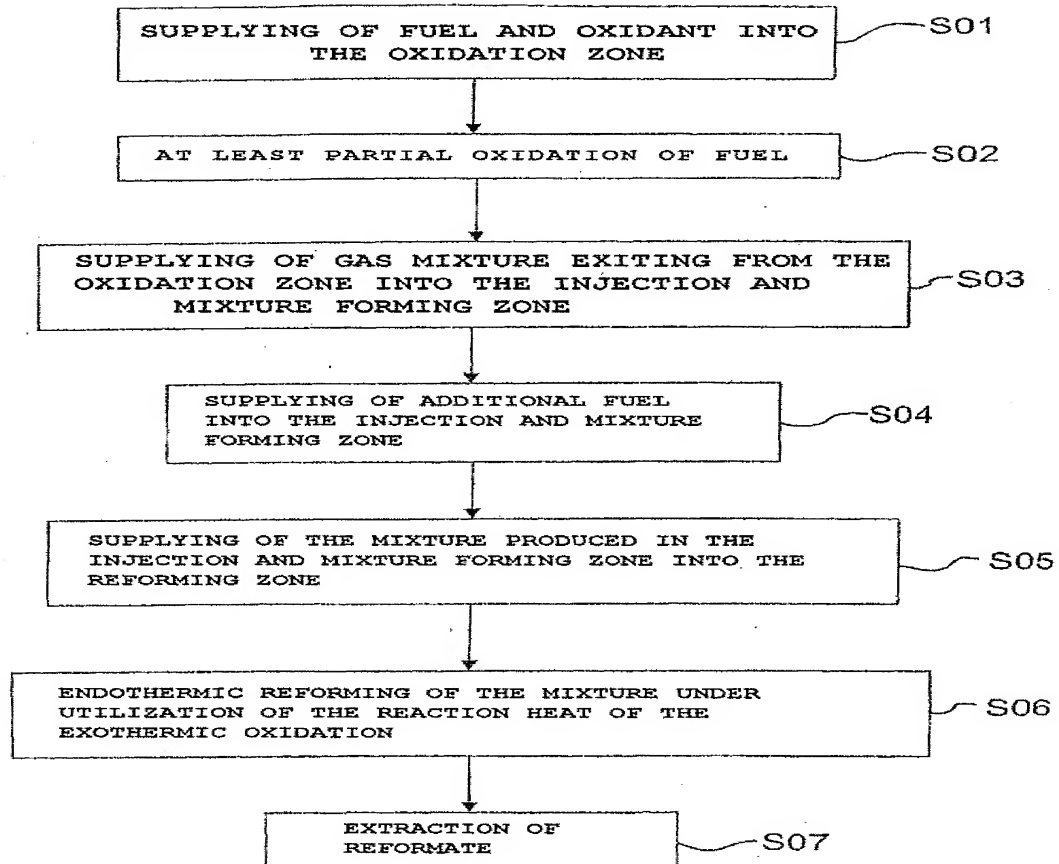 SUPPLYING OF FUEL AND OXIDANT INTO
THE OXIDATION ZONE
S01
AT LEAST PARTIAL OXIDATION OF FUEL
S02
SUPPLYING OF GAS MIXTURE EXITING FROM THE
OXIDATION ZONE INTO THE INJECTION AND
MIXTURE FORMING ZONE
S03
SUPPLYING OF ADDITIONAL FUEL
INTO THE INJECTION AND MIXTURE
FORMING ZONE
S04
SUPPLYING OF THE MIXTURE PRODUCED IN THE
INJECTION AND MIXTURE FORMING ZONE INTO THE
REFORMING ZONE
S05
ENDOTHERMIC REFORMING OF THE MIXTURE UNDER
UTILIZATION OF THE REACTION HEAT OF THE
EXOTHERMIC OXIDATION
S06
EXTRACTION OF
REFORMATE
S07